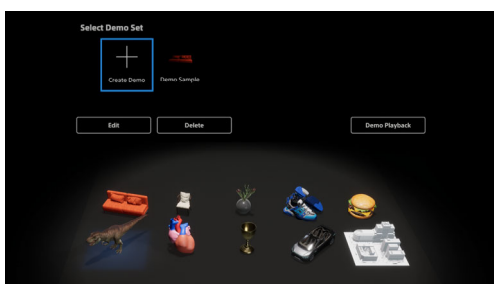 Select Demo Set
Create Demo
Demo Sample
Edit
Delete
Demo Playback